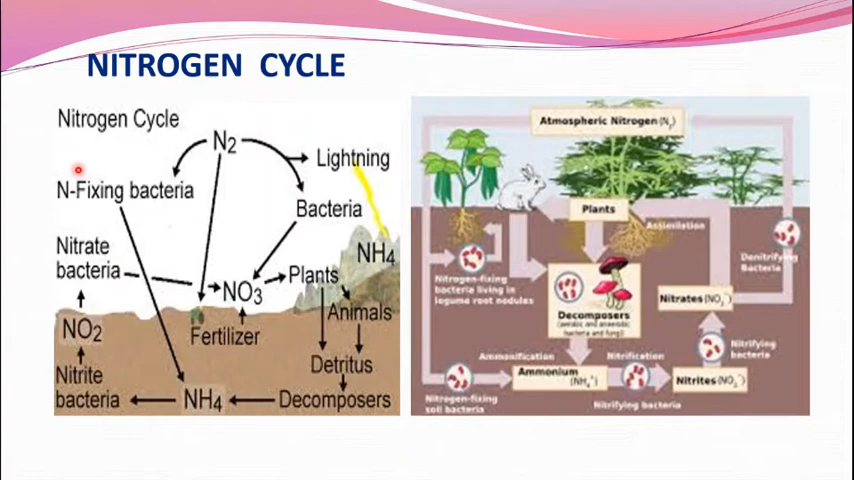 NITROGEN CYCLE
Nitrogen Cycle
N2
Lightning
N-Fixing bacteria
Bacteria
NH4
Nitrate
bacteria
NO3
Plants
Animals
NO2
Fertilizer
Detritus
Nitrite
bacteria
NH4
Decomposers
Atmospheric Nitrogen (N2)
Plants
Assimilation
Denitrifying
Bacteria
Nitrogen-fixing
bacteria living in
legume root nodules
Nitrates (NO3-)
Decomposers
(aerobic and anaerobic
bacteria and fungi)
Nitrifying
bacteria
Ammonification
Nitrification
Ammonium
(NH4+)
Nitrites (NO2-)
Nitrogen-fixing
soil bacteria
Nitrifying bacteria